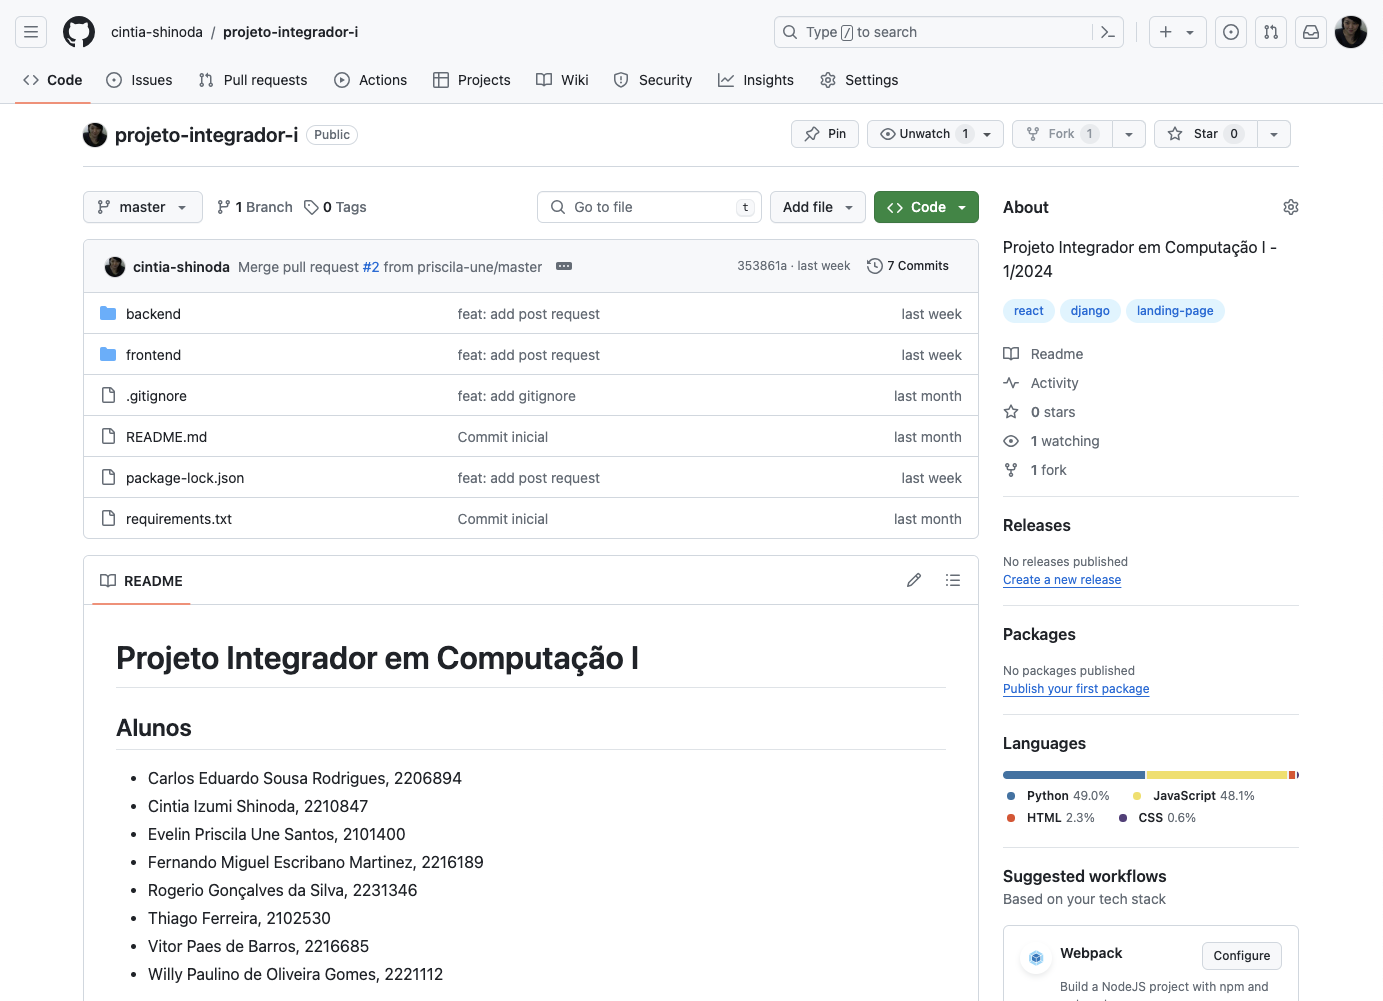 cintia-shinoda / projeto-integrador-i
Type / to search
Code Issues Pull requests Actions Projects Wiki Security Insights Settings
projeto-integrador-i Public
Pin Unwatch 1 Fork 1 Star 0
master 1 Branch 0 Tags Go to file t Add file Code
cintia-shinoda Merge pull request #2 from priscila-une/master 353861a · last week 7 Commits
backend feat: add post request last week
frontend feat: add post request last week
.gitignore feat: add gitignore last month
README.md Commit inicial last month
package-lock.json feat: add post request last week
requirements.txt Commit inicial last month
README
Projeto Integrador em Computação I
Alunos
• Carlos Eduardo Sousa Rodrigues, 2206894
• Cintia Izumi Shinoda, 2210847
• Evelin Priscila Une Santos, 2101400
• Fernando Miguel Escribano Martinez, 2216189
• Rogerio Gonçalves da Silva, 2231346
• Thiago Ferreira, 2102530
• Vitor Paes de Barros, 2216685
• Willy Paulino de Oliveira Gomes, 2221112
About
Projeto Integrador em Computação I -
1/2024
react django landing-page
Readme
Activity
0 stars
1 watching
1 fork
Releases
No releases published
Create a new release
Packages
No packages published
Publish your first package
Languages
Python 49.0% JavaScript 48.1%
HTML 2.3% CSS 0.6%
Suggested workflows
Based on your tech stack
Webpack Configure
Build a NodeJS project with npm and